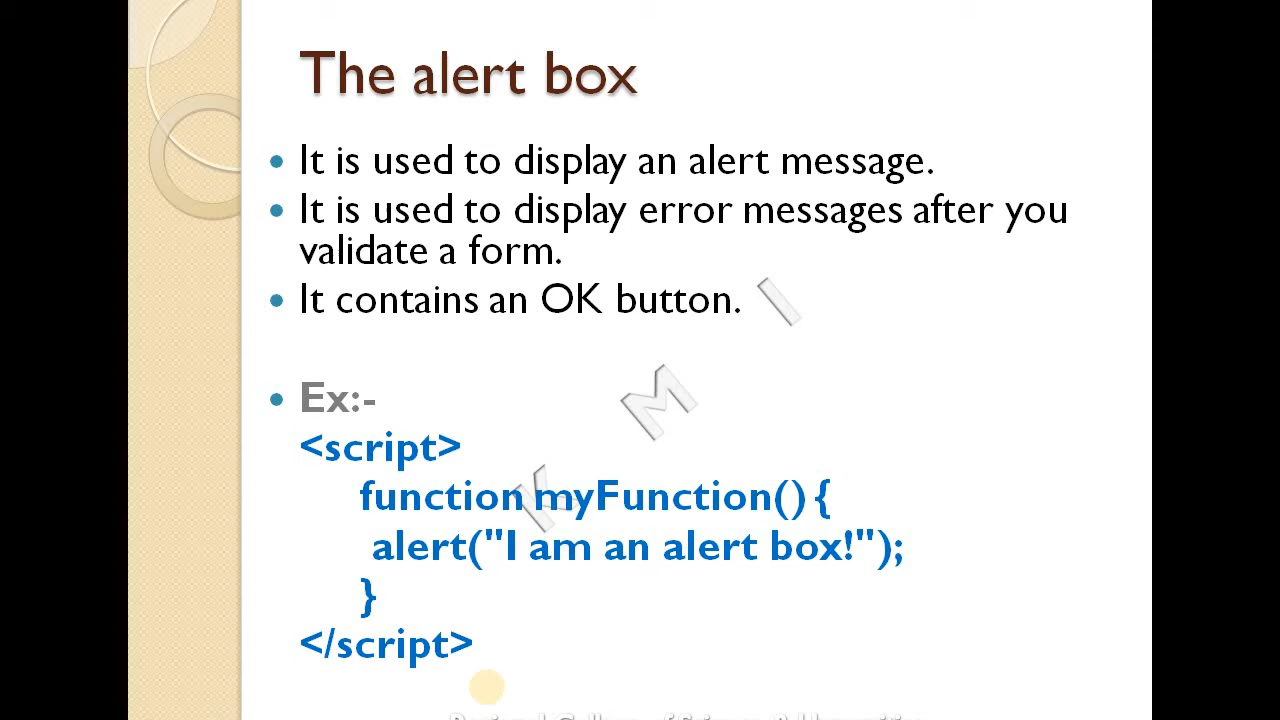 The alert box
• It is used to display an alert message.
• It is used to display error messages after you
validate a form.
• It contains an OK button.
• Ex:-
<script>
function myFunction() {
alert("I am an alert box!");
}
</script>
K M I